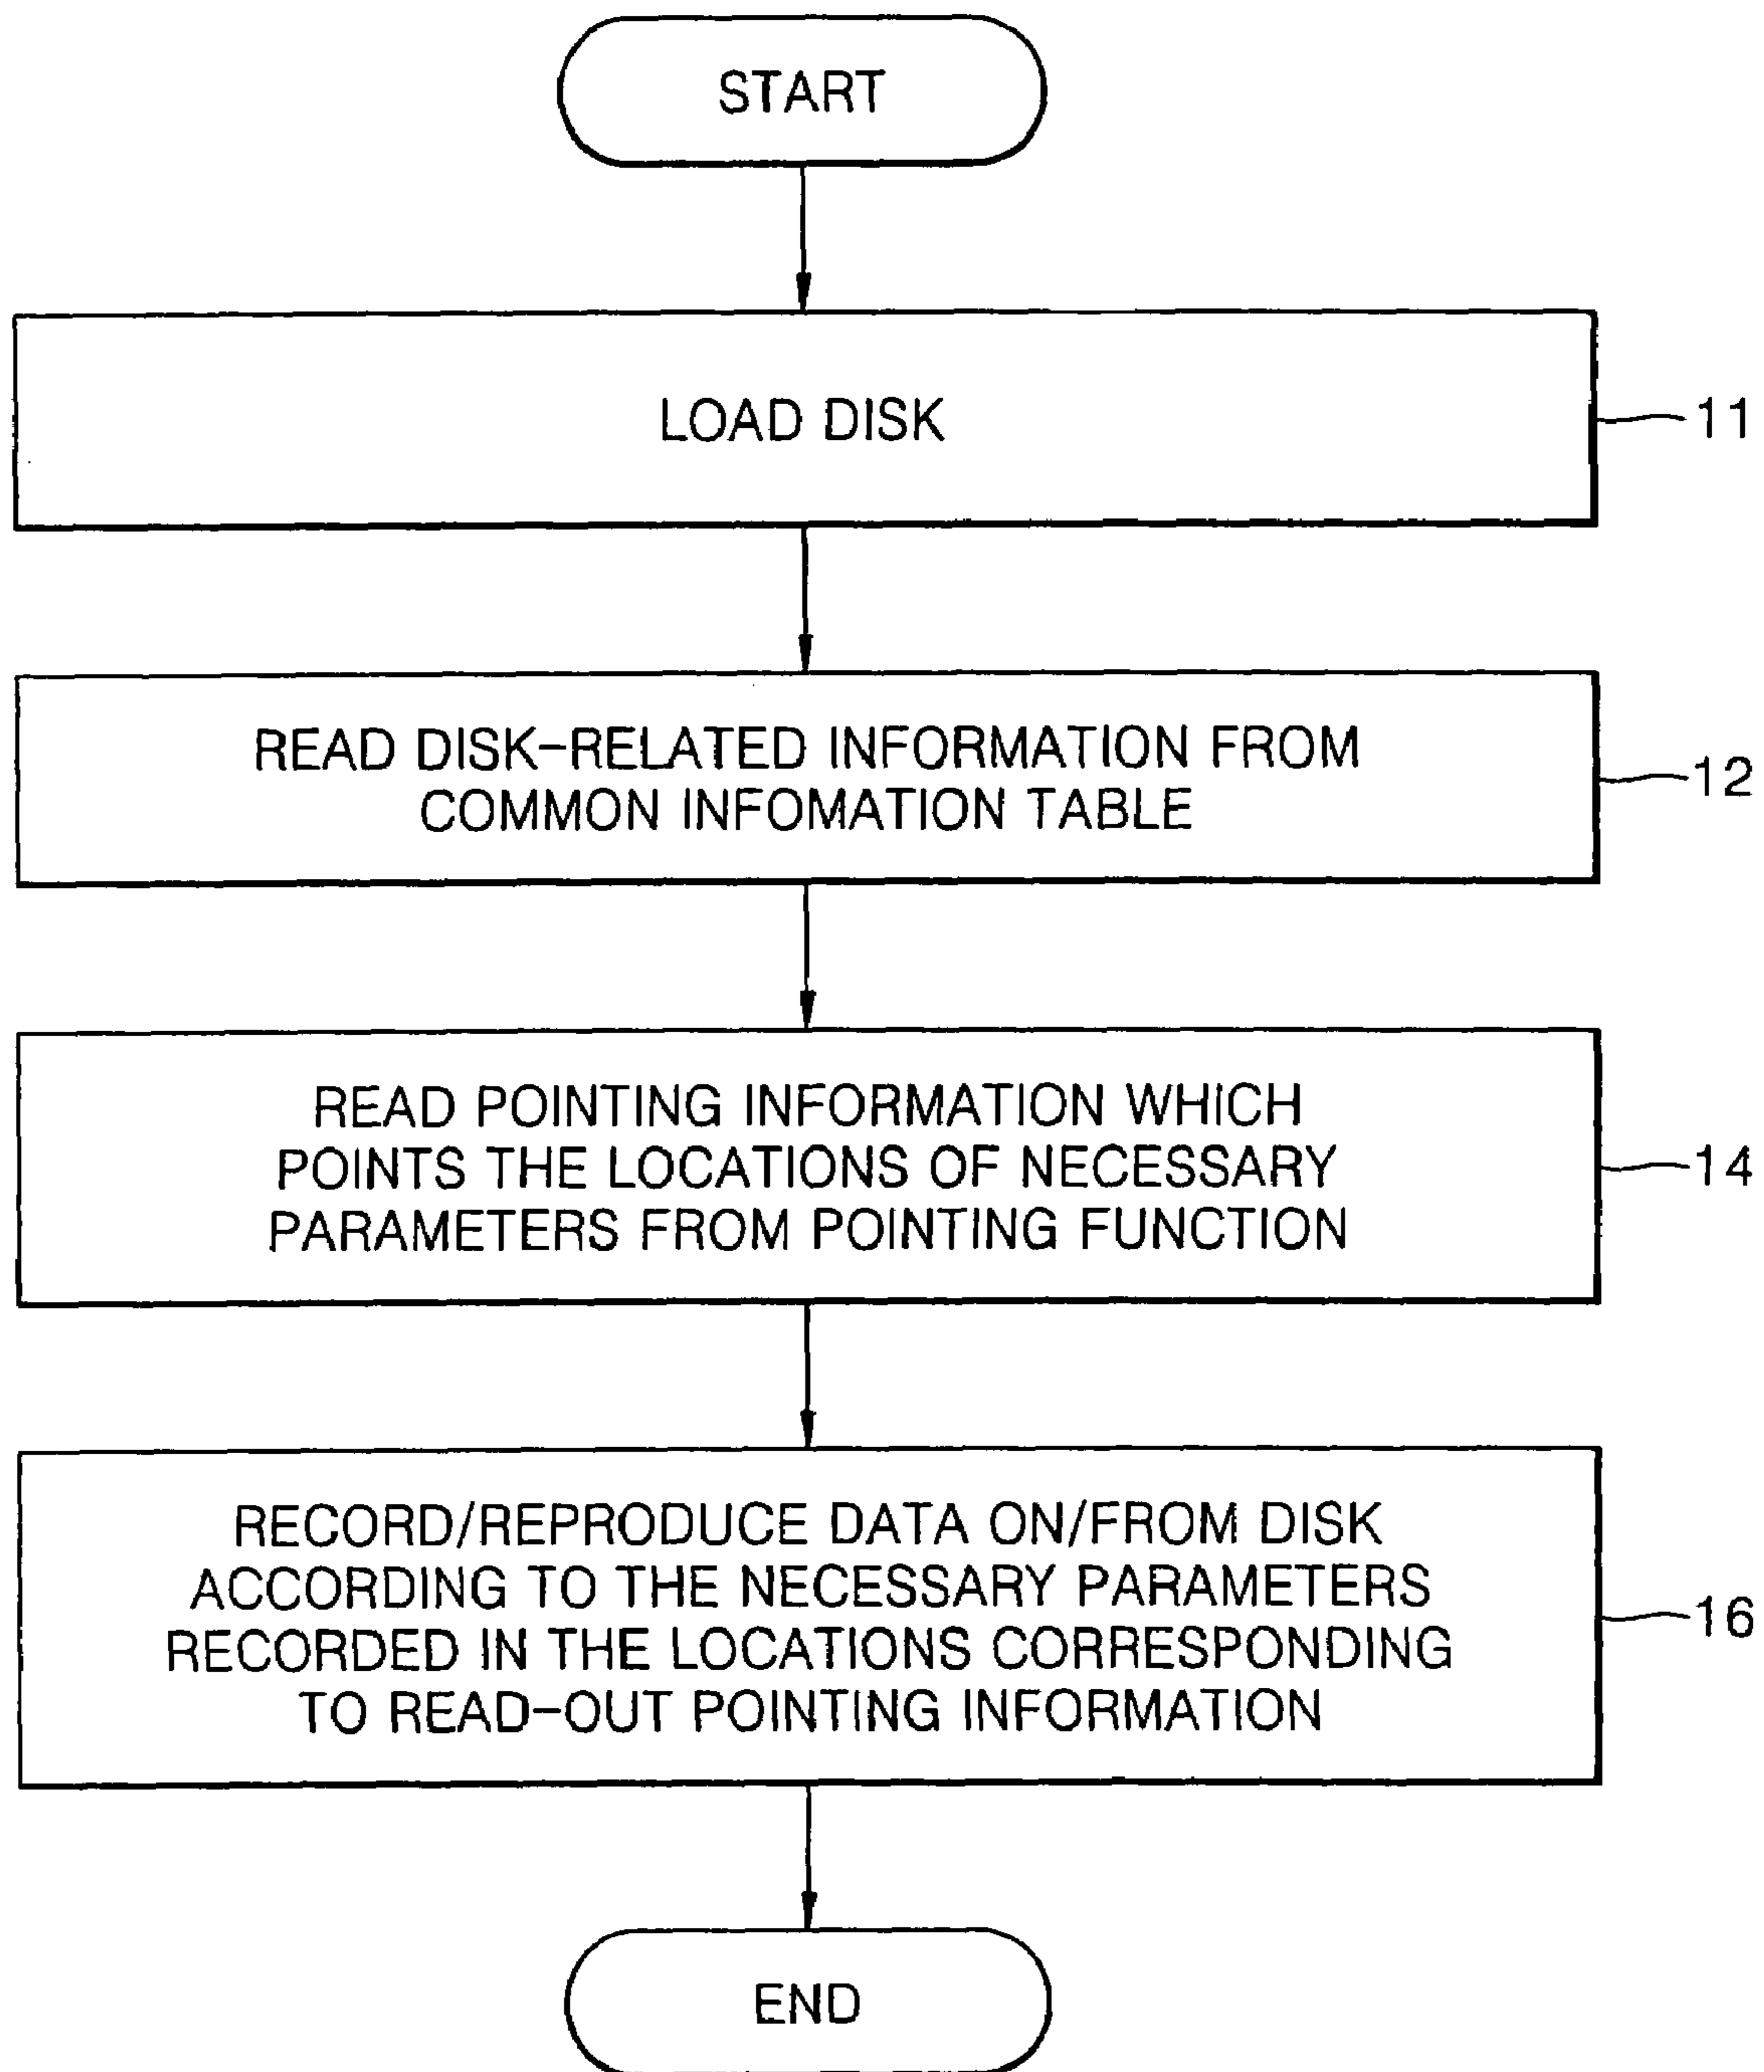 START
LOAD DISK
11
READ DISK-RELATED INFORMATION FROM
COMMON INFOMATION TABLE
12
READ POINTING INFORMATION WHICH
POINTS THE LOCATIONS OF NECESSARY
PARAMETERS FROM POINTING FUNCTION
14
RECORD/REPRODUCE DATA ON/FROM DISK
ACCORDING TO THE NECESSARY PARAMETERS
RECORDED IN THE LOCATIONS CORRESPONDING
TO READ-OUT POINTING INFORMATION
16
END